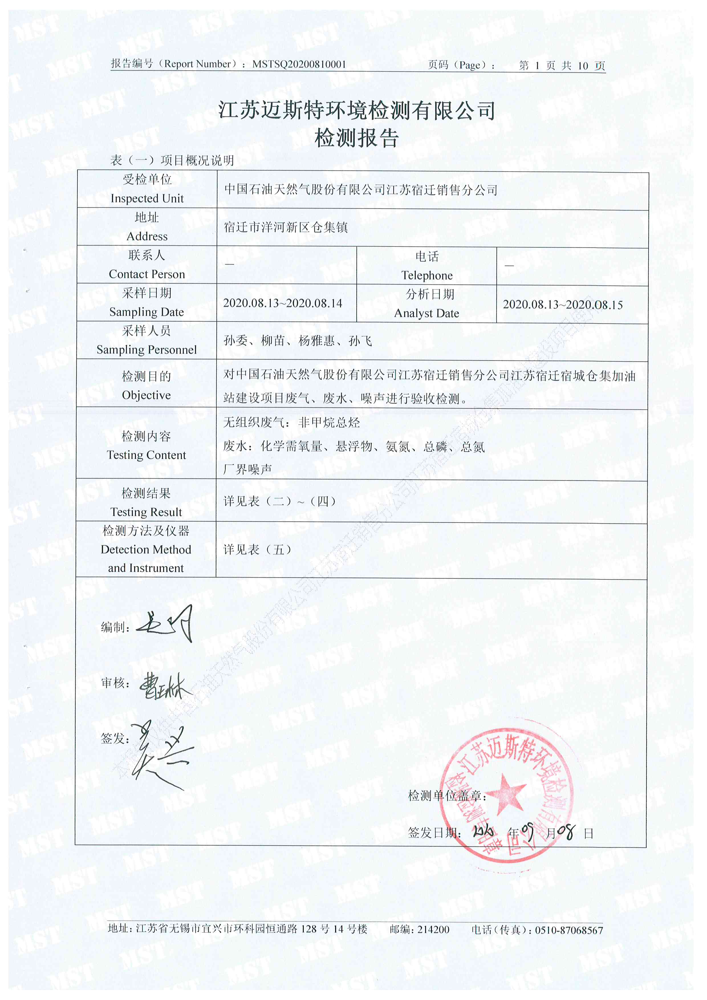 报告编号（Report Number）：MSTSQ20200810001 页码（Page）： 第 1 页 共 10 页
江苏迈斯特环境检测有限公司
检测报告
表（一）项目概况说明
受检单位
Inspected Unit
中国石油天然气股份有限公司江苏宿迁销售分公司
地址
Address
宿迁市洋河新区仓集镇
联系人
Contact Person
—
电话
Telephone
—
采样日期
Sampling Date
2020.08.13~2020.08.14
分析日期
Analyst Date
2020.08.13~2020.08.15
采样人员
Sampling Personnel
孙委、柳苗、杨雅惠、孙飞
检测目的
Objective
对中国石油天然气股份有限公司江苏宿迁销售分公司江苏宿迁宿城仓集加油
站建设项目废气、废水、噪声进行验收检测。
检测内容
Testing Content
无组织废气：非甲烷总烃
废水：化学需氧量、悬浮物、氨氮、总磷、总氮
厂界噪声
检测结果
Testing Result
详见表（二）~（四）
检测方法及仪器
Detection Method
and Instrument
详见表（五）
编制：
审核：
签发：
江苏迈斯特环境检测有限公司
检验检测专用章
检测单位盖章：
签发日期： 年 09 月 08 日
地址：江苏省无锡市宜兴市环科园恒通路 128 号 14 号楼 邮编：214200 电话（传真）：0510-87068567
MST